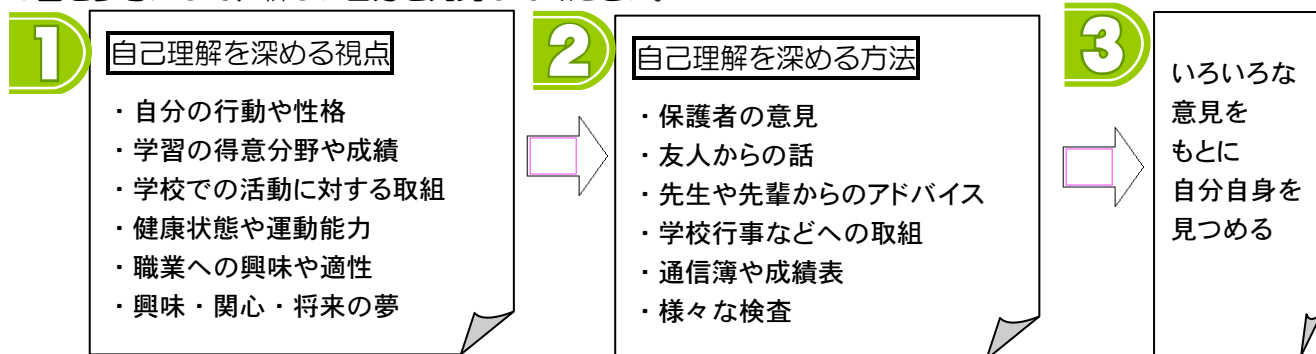 1
自己理解を深める視点
・自分の行動や性格
・学習の得意分野や成績
・学校での活動に対する取組
・健康状態や運動能力
・職業への興味や適性
・興味・関心・将来の夢
2
自己理解を深める方法
・保護者の意見
・友人からの話
・先生や先輩からのアドバイス
・学校行事などへの取組
・通信簿や成績表
・様々な検査
3
いろいろな
意見を
もとに
自分自身を
見つめる